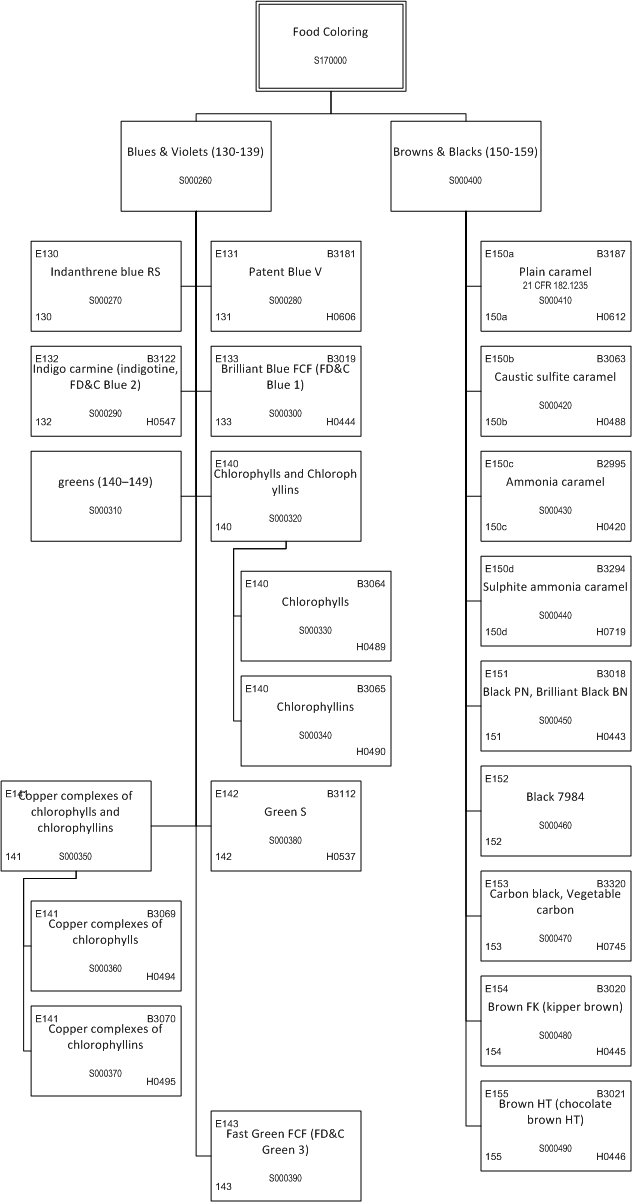 Food Coloring
S170000
Blues & Violets (130-139)
S000260
Browns & Blacks (150-159)
S000400
E130
Indanthrene blue RS
S000270
130
E131 B3181
Patent Blue V
S000280
131 H0606
E150a B3187
Plain caramel
21 CFR 182.1235
S000410
150a H0612
E132 B3122
Indigo carmine (indigotine,
FD&C Blue 2)
S000290
132 H0547
E133 B3019
Brilliant Blue FCF (FD&C
Blue 1)
S000300
133 H0444
E150b B3063
Caustic sulfite caramel
S000420
150b H0488
greens (140–149)
S000310
E140
Chlorophylls and Chloroph
yllins
S000320
140
E150c B2995
Ammonia caramel
S000430
150c H0420
E140 B3064
Chlorophylls
S000330
H0489
E150d B3294
Sulphite ammonia caramel
S000440
150d H0719
E140 B3065
Chlorophyllins
S000340
H0490
E151 B3018
Black PN, Brilliant Black BN
S000450
151 H0443
E141
Copper complexes of
chlorophylls and
chlorophyllins
141 S000350
E142 B3112
Green S
S000380
142 H0537
E152
Black 7984
S000460
152
E141 B3069
Copper complexes of
chlorophylls
S000360
H0494
E153 B3320
Carbon black, Vegetable
carbon
S000470
153 H0745
E141 B3070
Copper complexes of
chlorophyllins
S000370
H0495
E154 B3020
Brown FK (kipper brown)
S000480
154 H0445
E143
Fast Green FCF (FD&C
Green 3)
S000390
143
E155 B3021
Brown HT (chocolate
brown HT)
S000490
155 H0446